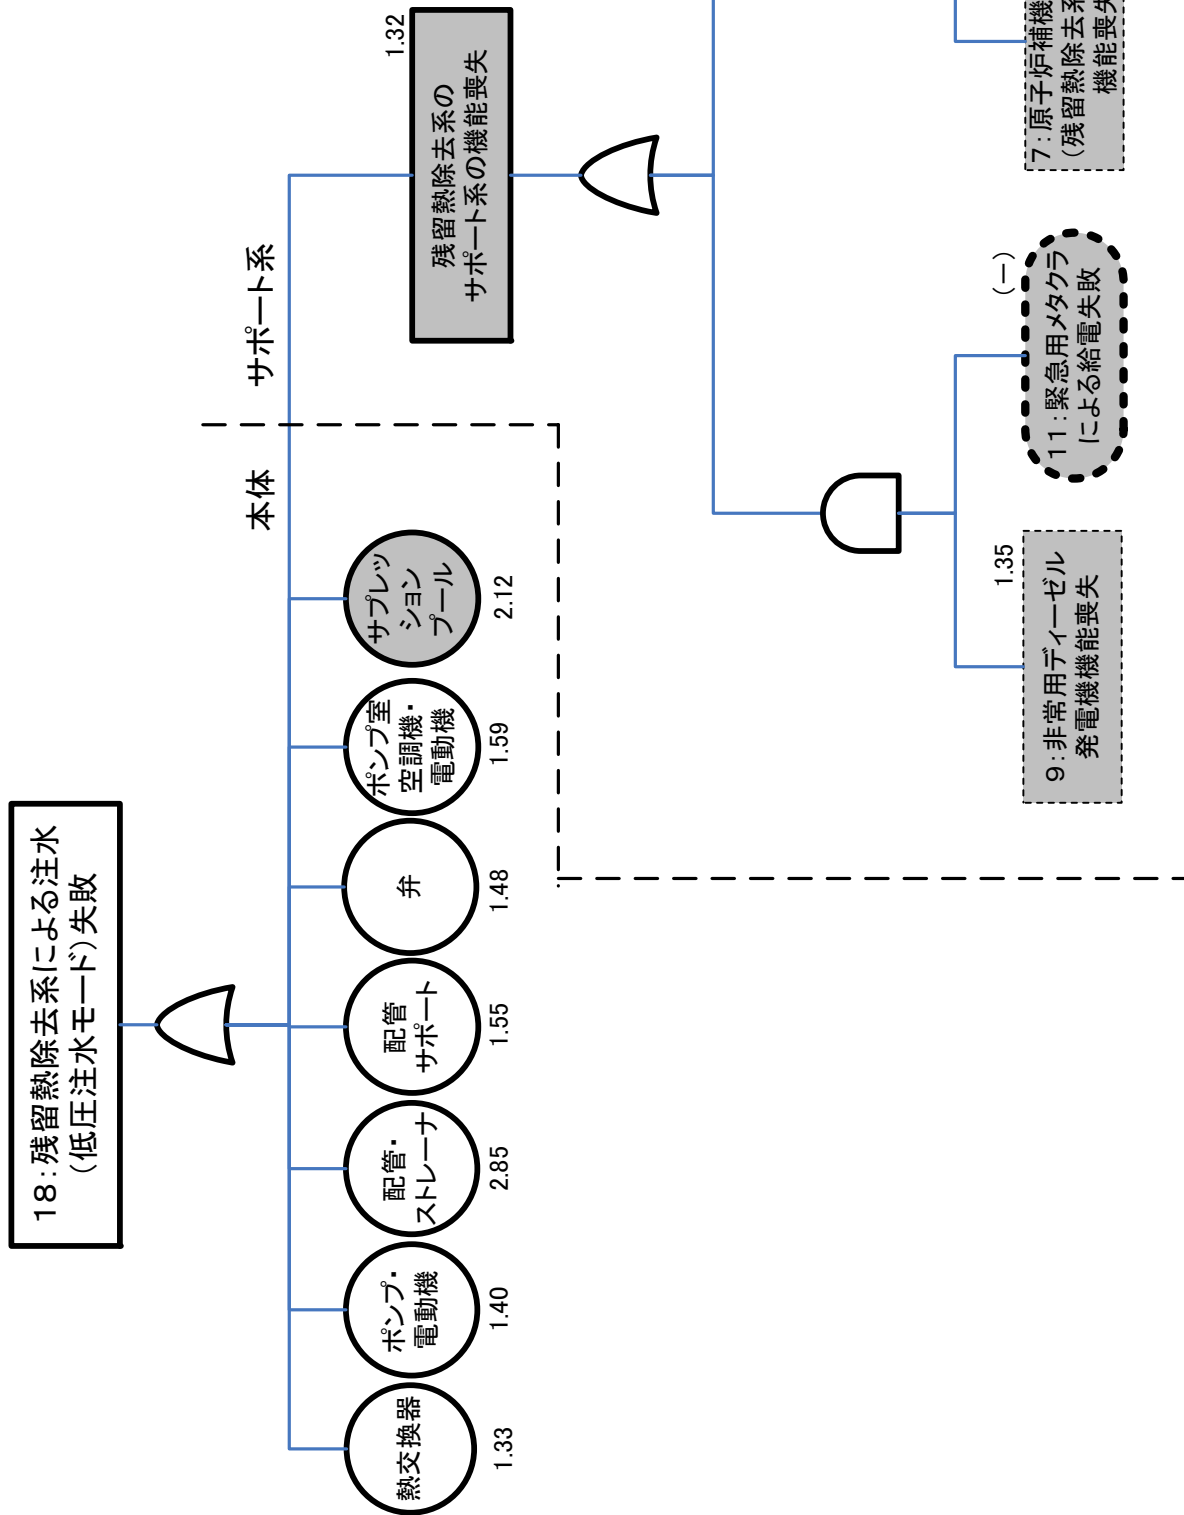 18:残留熱除去系による注水
(低圧注水モード)失敗
本体
サポート系
熱交換器
1.33
ポンプ・
電動機
1.40
配管・
ストレーナ
2.85
配管
サポート
1.55
弁
1.48
ポンプ室
空調機・
電動機
1.59
サプレッ
ション
プール
2.12
残留熱除去系の
サポート系の機能喪失
1.32
9:非常用ディーゼル
発電機機能喪失
1.35
11:緊急用メタクラ
による給電失敗
(-)
7:原子炉補機
(残留熱除去系
機能喪失